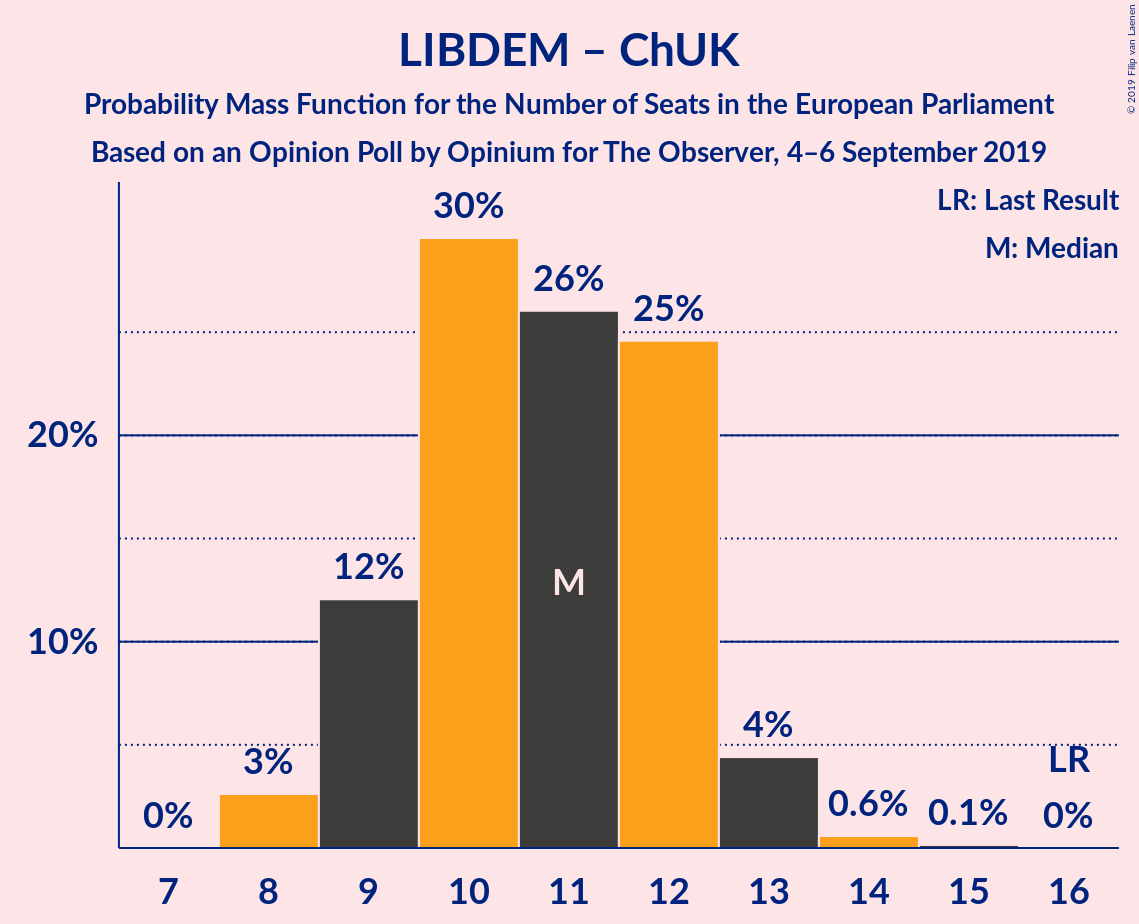 LIBDEM – ChUK
Probability Mass Function for the Number of Seats in the European Parliament
Based on an Opinion Poll by Opinium for The Observer, 4–6 September 2019
© 2019 Filip van Laenen
LR: Last Result
M: Median
30%
26%
25%
20%
12%
M
10%
4%
3%
LR
0.6%
0.1%
0%
0%
7 8 9 10 11 12 13 14 15 16